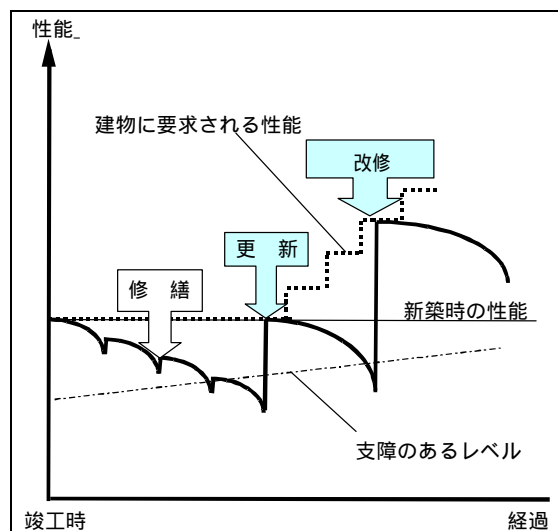 性能_
建物に要求される性能
改修
更 新
修 繕
新築時の性能
支障のあるレベル
竣工時
経過